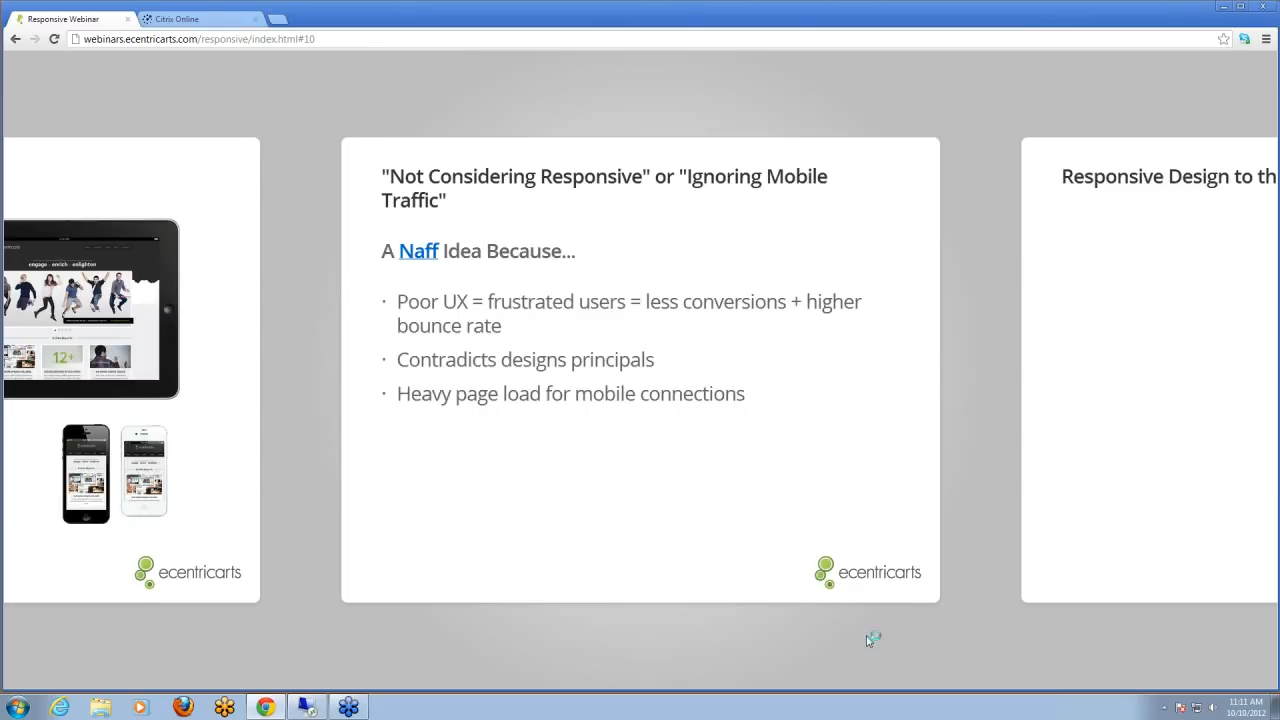 Responsive Webinar
Citrix Online
webinars.ecentricarts.com/responsive/index.html#10
"Not Considering Responsive" or "Ignoring Mobile
Traffic"
A Naff Idea Because...
· Poor UX = frustrated users = less conversions + higher
bounce rate
· Contradicts designs principals
· Heavy page load for mobile connections
ecentricarts
engage · enrich · enlighten
12+
ecentricarts
Responsive Design to th
11:11 AM
10/10/2012